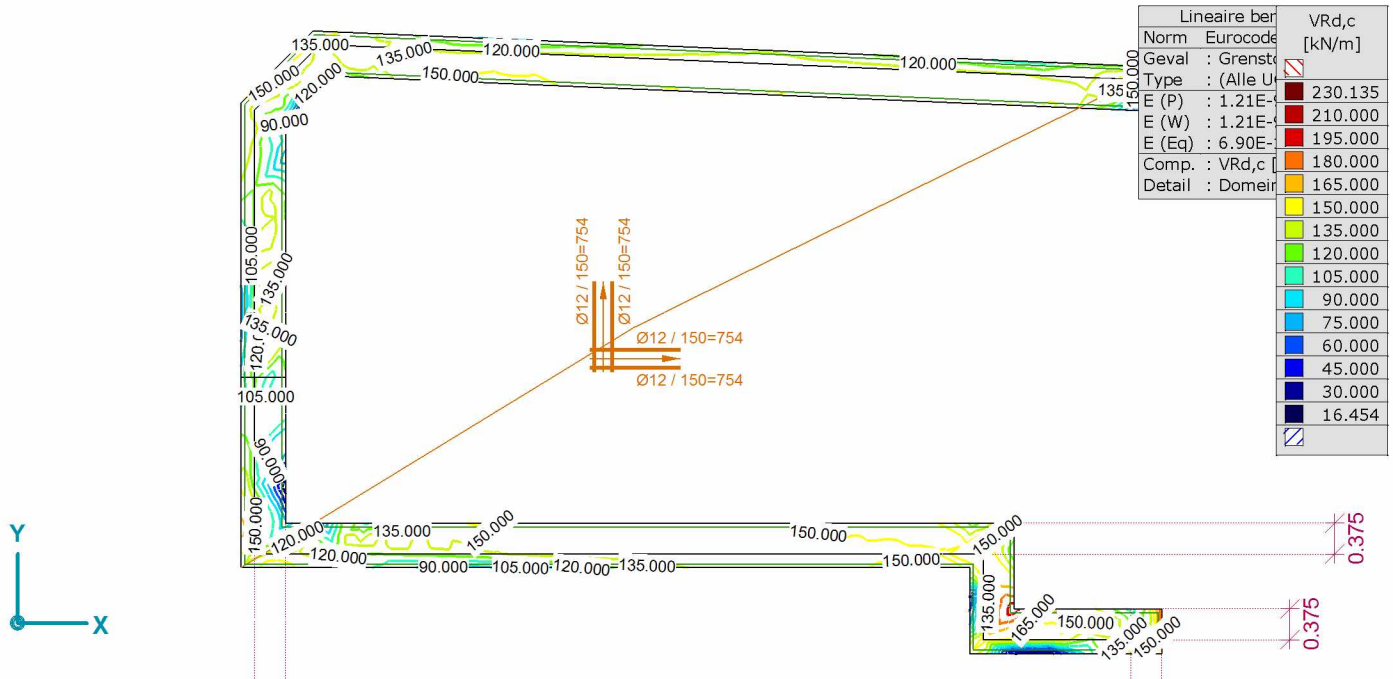 Lineaire ber
Norm Eurocode
Geval : Grenst
Type : (Alle U
E (P) : 1.21E-
E (W) : 1.21E-
E (Eq) : 6.90E-
Comp. : VRd,c [
Detail : Domein
VRd,c
[kN/m]
230.135
210.000
195.000
180.000
165.000
150.000
135.000
120.000
105.000
90.000
75.000
60.000
45.000
30.000
16.454
135.000
135.000
120.000
120.000
150.000
120.000
150.000
135
150.000
90.000
105.000
135.000
135.000
120.
105.000
90.000
150.000
120.000
Ø12 / 150=754
Ø12 / 150=754
Ø12 / 150=754
Ø12 / 150=754
135.000
150.000
150.000
150.000
120.000
90.000
105.000
120.000
135.000
150.000
135.000
165.000
150.000
135.000
150.000
0.375
0.375
Y
X